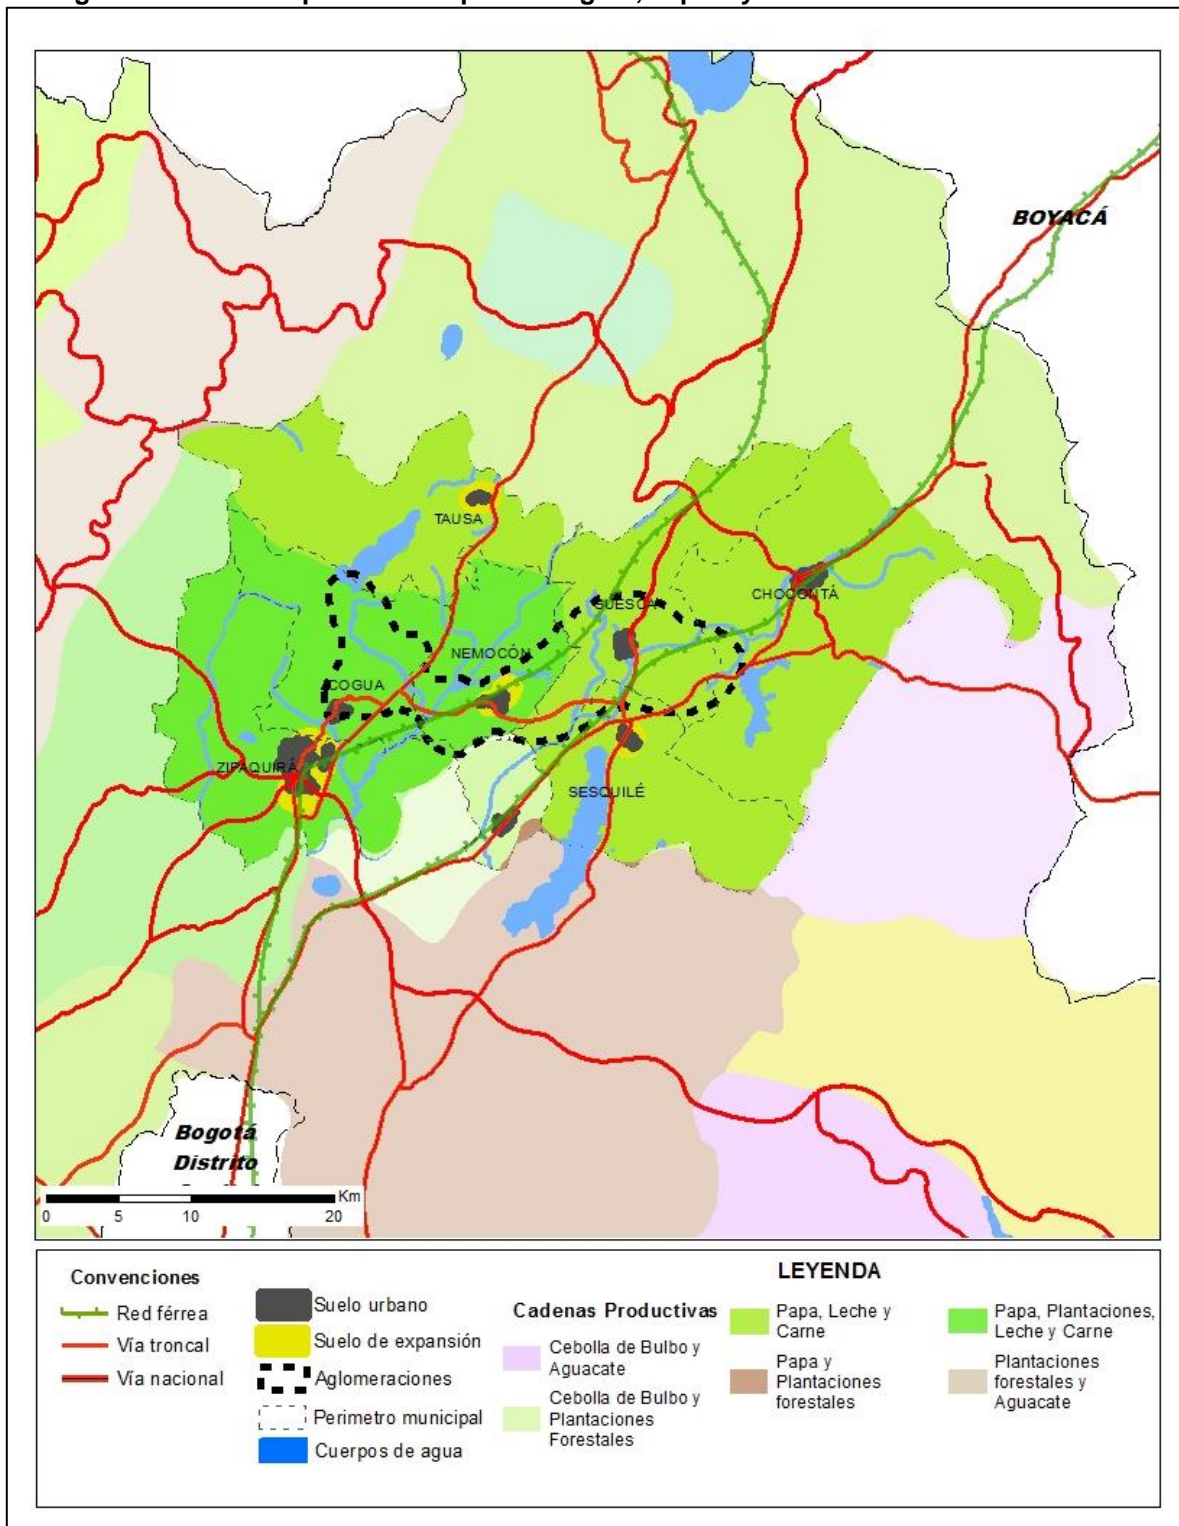 BOYACÁ
TAUSA
SUESCA
CHOCONTÁ
NEMOCÓN
COGUA
ZIPAQUIRÁ
SESQUILÉ
Bogotá
Distrito
Km
0 5 10 20
LEYENDA
Convenciones
Red férrea
Vía troncal
Vía nacional
Suelo urbano
Suelo de expansión
Aglomeraciones
Perimetro municipal
Cuerpos de agua
Cadenas Productivas
Cebolla de Bulbo y
Aguacate
Cebolla de Bulbo y
Plantaciones
Forestales
Papa, Leche y
Carne
Papa y
Plantaciones
forestales
Papa, Plantaciones,
Leche y Carne
Plantaciones
forestales y
Aguacate